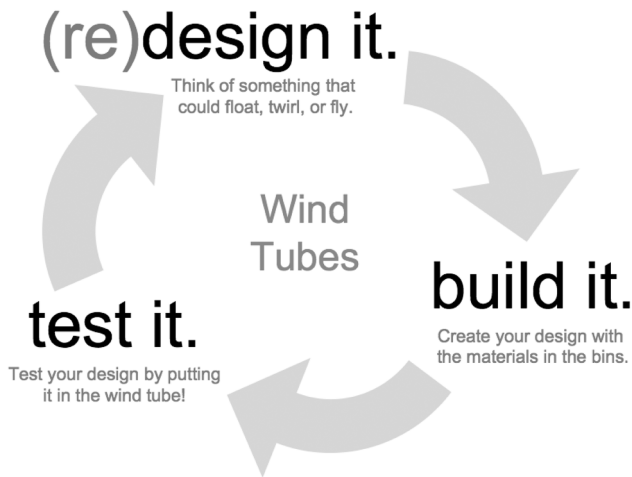 (re)design it.
Think of something that
could float, twirl, or fly.
Wind
Tubes
build it.
Create your design with
the materials in the bins.
test it.
Test your design by putting
it in the wind tube!